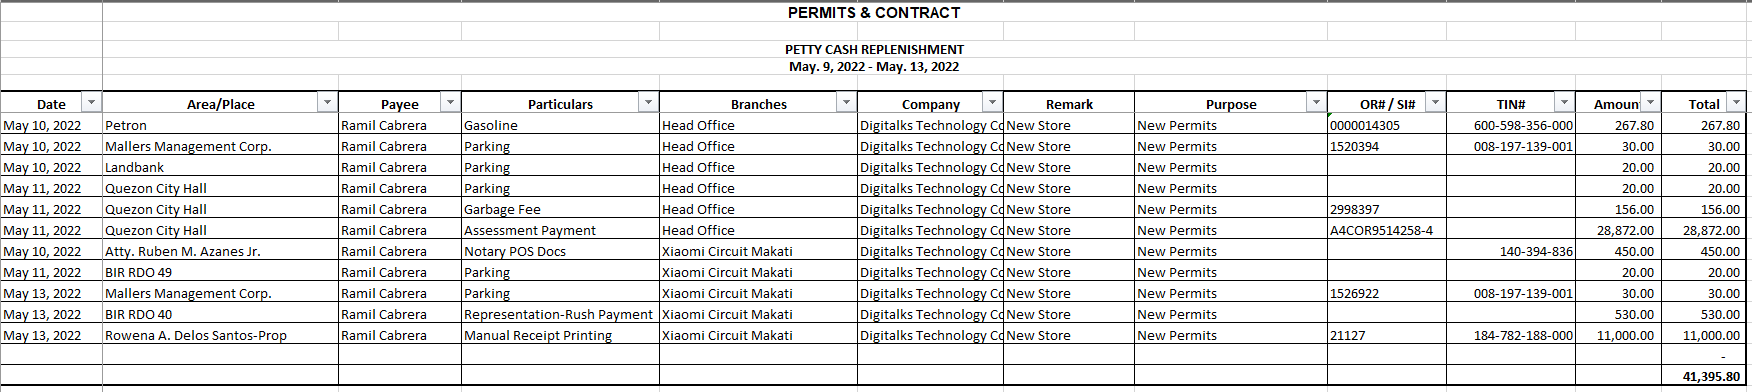 PERMITS & CONTRACT
PETTY CASH REPLENISHMENT
May. 9, 2022 - May. 13, 2022
Date Area/Place Payee Particulars Branches Company Remark Purpose OR# / SI# TIN# Amoun Total
May 10, 2022 Petron Ramil Cabrera Gasoline Head Office Digitalks Technology Co New Store New Permits 0000014305 600-598-356-000 267.80 267.80
May 10, 2022 Mallers Management Corp. Ramil Cabrera Parking Head Office Digitalks Technology Co New Store New Permits 1520394 008-197-139-001 30.00 30.00
May 10, 2022 Landbank Ramil Cabrera Parking Head Office Digitalks Technology Co New Store New Permits 20.00 20.00
May 11, 2022 Quezon City Hall Ramil Cabrera Parking Head Office Digitalks Technology Co New Store New Permits 20.00 20.00
May 11, 2022 Quezon City Hall Ramil Cabrera Garbage Fee Head Office Digitalks Technology Co New Store New Permits 2998397 156.00 156.00
May 11, 2022 Quezon City Hall Ramil Cabrera Assessment Payment Head Office Digitalks Technology Co New Store New Permits A4COR9514258-4 28,872.00 28,872.00
May 10, 2022 Atty. Ruben M. Azanes Jr. Ramil Cabrera Notary POS Docs Xiaomi Circuit Makati Digitalks Technology Co New Store New Permits 140-394-836 450.00 450.00
May 11, 2022 BIR RDO 49 Ramil Cabrera Parking Xiaomi Circuit Makati Digitalks Technology Co New Store New Permits 20.00 20.00
May 13, 2022 Mallers Management Corp. Ramil Cabrera Parking Xiaomi Circuit Makati Digitalks Technology Co New Store New Permits 1526922 008-197-139-001 30.00 30.00
May 13, 2022 BIR RDO 40 Ramil Cabrera Representation-Rush Payment Xiaomi Circuit Makati Digitalks Technology Co New Store New Permits 530.00 530.00
May 13, 2022 Rowena A. Delos Santos-Prop Ramil Cabrera Manual Receipt Printing Xiaomi Circuit Makati Digitalks Technology Co New Store New Permits 21127 184-782-188-000 11,000.00 11,000.00
-
41,395.80